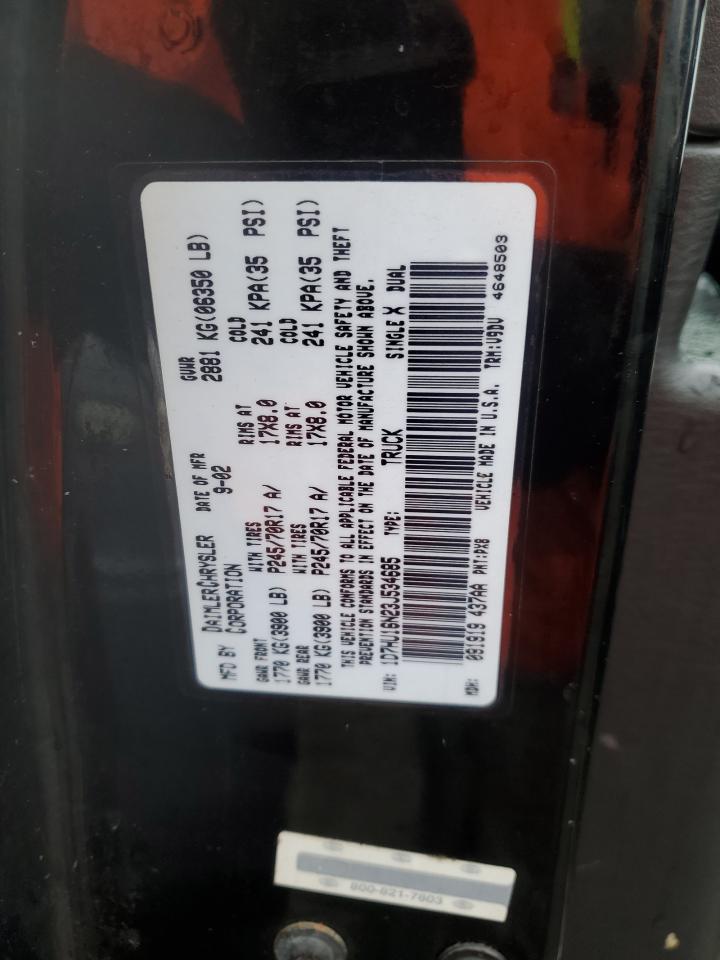 MFD BY DAIMLERCHRYSLER CORPORATION DATE OF MFR 9-02 GVWR 2881 KG(06350 LB)
GAWR FRONT 1770 KG(3900 LB) WITH TIRES P245/70R17 A/ RIMS AT 17X8.0 COLD 241 KPA(35 PSI)
GAWR REAR 1770 KG(3900 LB) WITH TIRES P245/70R17 A/ RIMS AT 17X8.0 COLD 241 KPA(35 PSI)
THIS VEHICLE CONFORMS TO ALL APPLICABLE FEDERAL MOTOR VEHICLE SAFETY AND THEFT
PREVENTION STANDARDS IN EFFECT ON THE DATE OF MANUFACTURE SHOWN ABOVE.
VIN: 1D7HU16N23J534685 TYPE: TRUCK SINGLE X DUAL
MDH: 091919 437AA PNT:PX8 VEHICLE MADE IN U.S.A. TRM:V9DV
4648503
800-821-7803